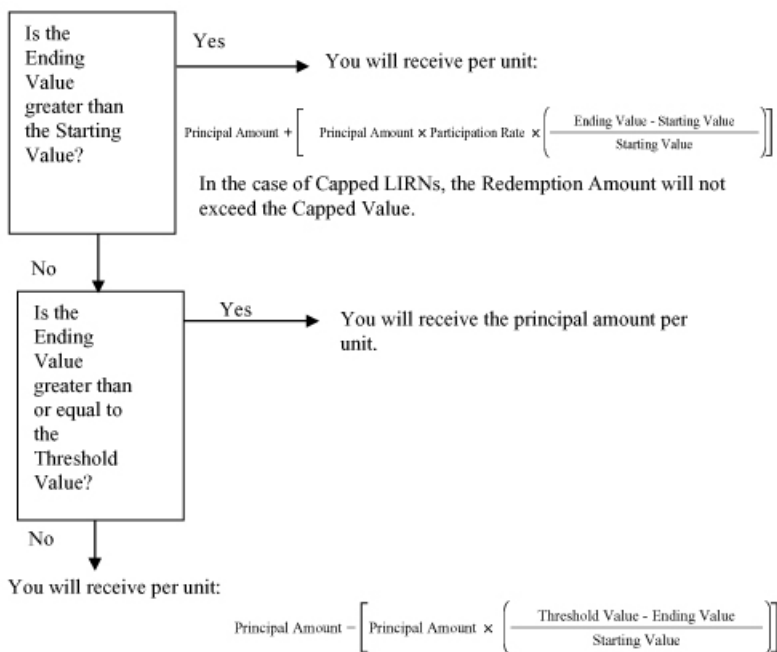 Is the
Ending
Value
greater than
the Starting
Value?
Yes
You will receive per unit:
Principal Amount + [ Principal Amount × Participation Rate × ( Ending Value - Starting Value
Starting Value ) ]
In the case of Capped LIRNs, the Redemption Amount will not
exceed the Capped Value.
No
Is the
Ending
Value
greater than
or equal to
the
Threshold
Value?
Yes
You will receive the principal amount per
unit.
No
You will receive per unit:
Principal Amount − [ Principal Amount × ( Threshold Value - Ending Value
Starting Value ) ]